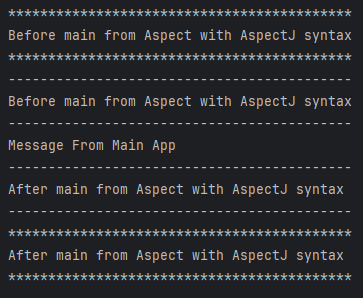 *******************************************
Before main from Aspect with AspectJ syntax
*******************************************
-------------------------------------------
Before main from Aspect with AspectJ syntax
-------------------------------------------
Message From Main App
-------------------------------------------
After main from Aspect with AspectJ syntax
-------------------------------------------
*******************************************
After main from Aspect with AspectJ syntax
*******************************************